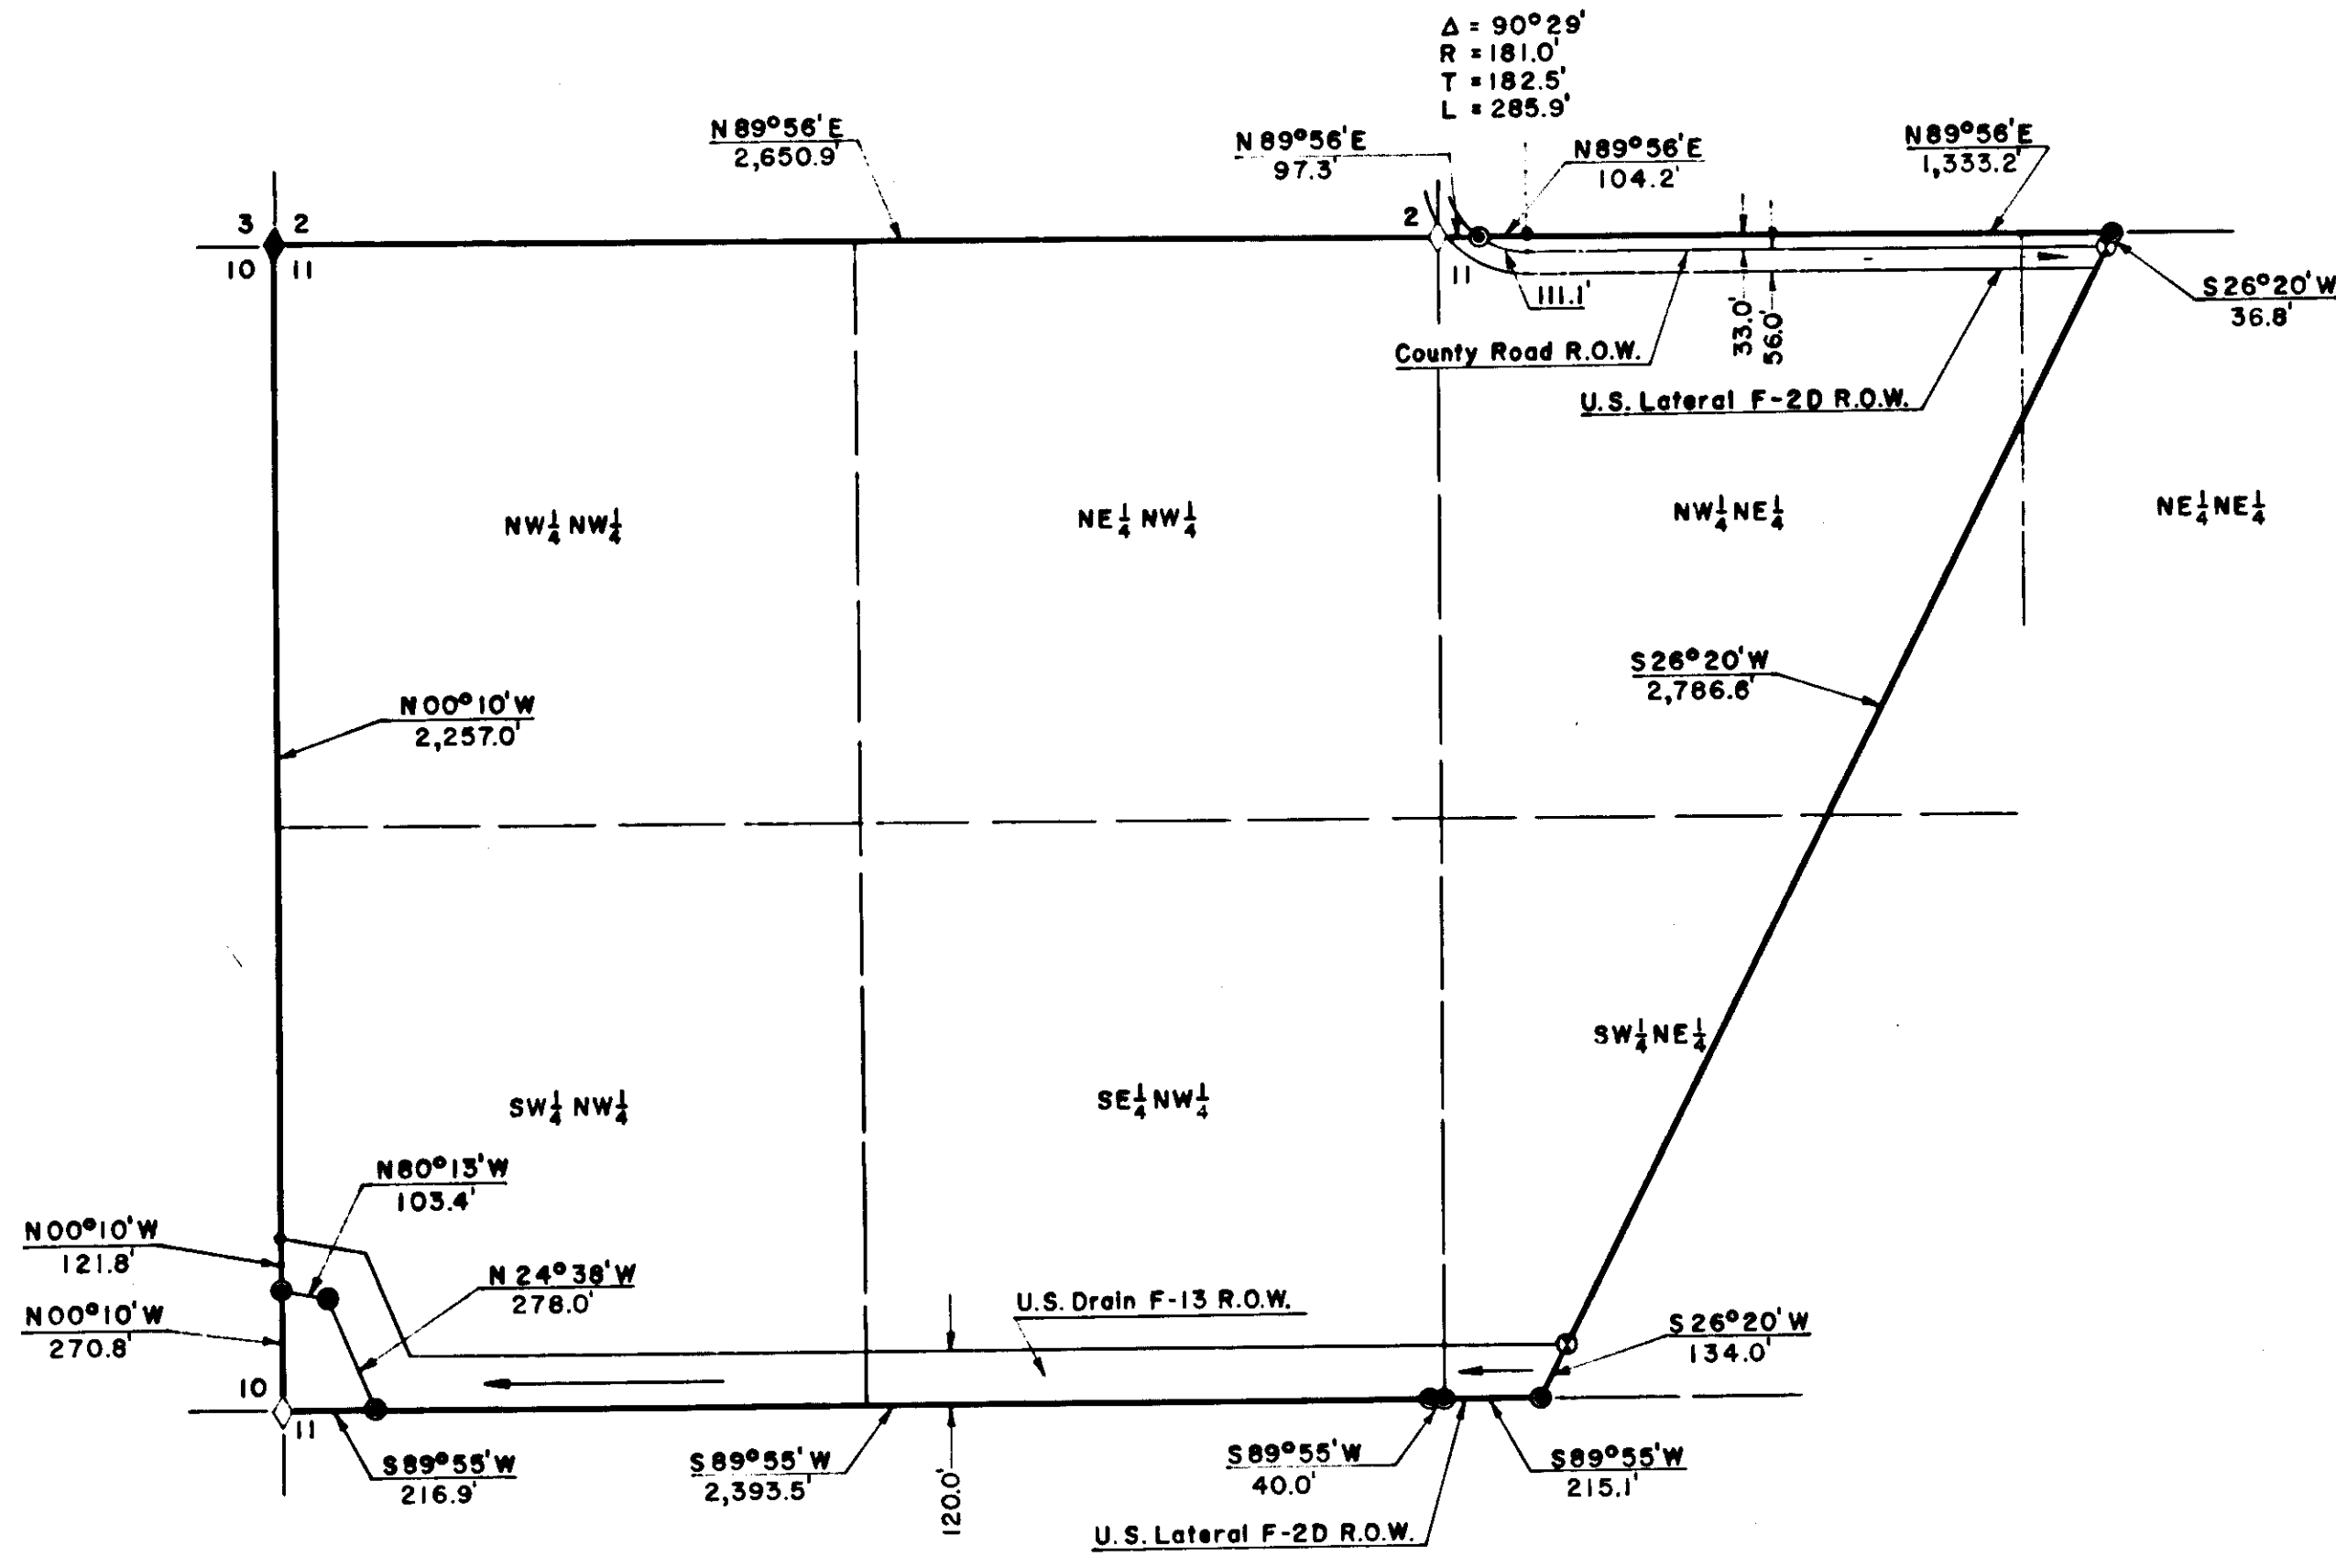 Δ = 90°29'
R = 181.0'
T = 182.5'
L = 285.9'
N 89°56' E
2,650.9'
N 89°56' E
97.3'
N 89°56' E
104.2'
N 89°56' E
1,333.2'
3 2
10 11
2
11
111.1'
33.0'
56.0'
S 26°20' W
36.8'
County Road R.O.W.
U.S. Lateral F-2D R.O.W.
NW¼ NW¼
NE¼ NW¼
NW¼ NE¼
NE¼ NE¼
N 00°10' W
2,257.0'
S 26°20' W
2,786.6'
SW¼ NE¼
SW¼ NW¼
SE¼ NW¼
N 80°13' W
103.4'
N 00°10' W
121.8'
N 24°38' W
278.0'
U.S. Drain F-13 R.O.W.
N 00°10' W
270.8'
S 26°20' W
134.0'
10
11
S 89°55' W
216.9'
S 89°55' W
2,393.5'
120.0'
S 89°55' W
40.0'
S 89°55' W
215.1'
U.S. Lateral F-2D R.O.W.